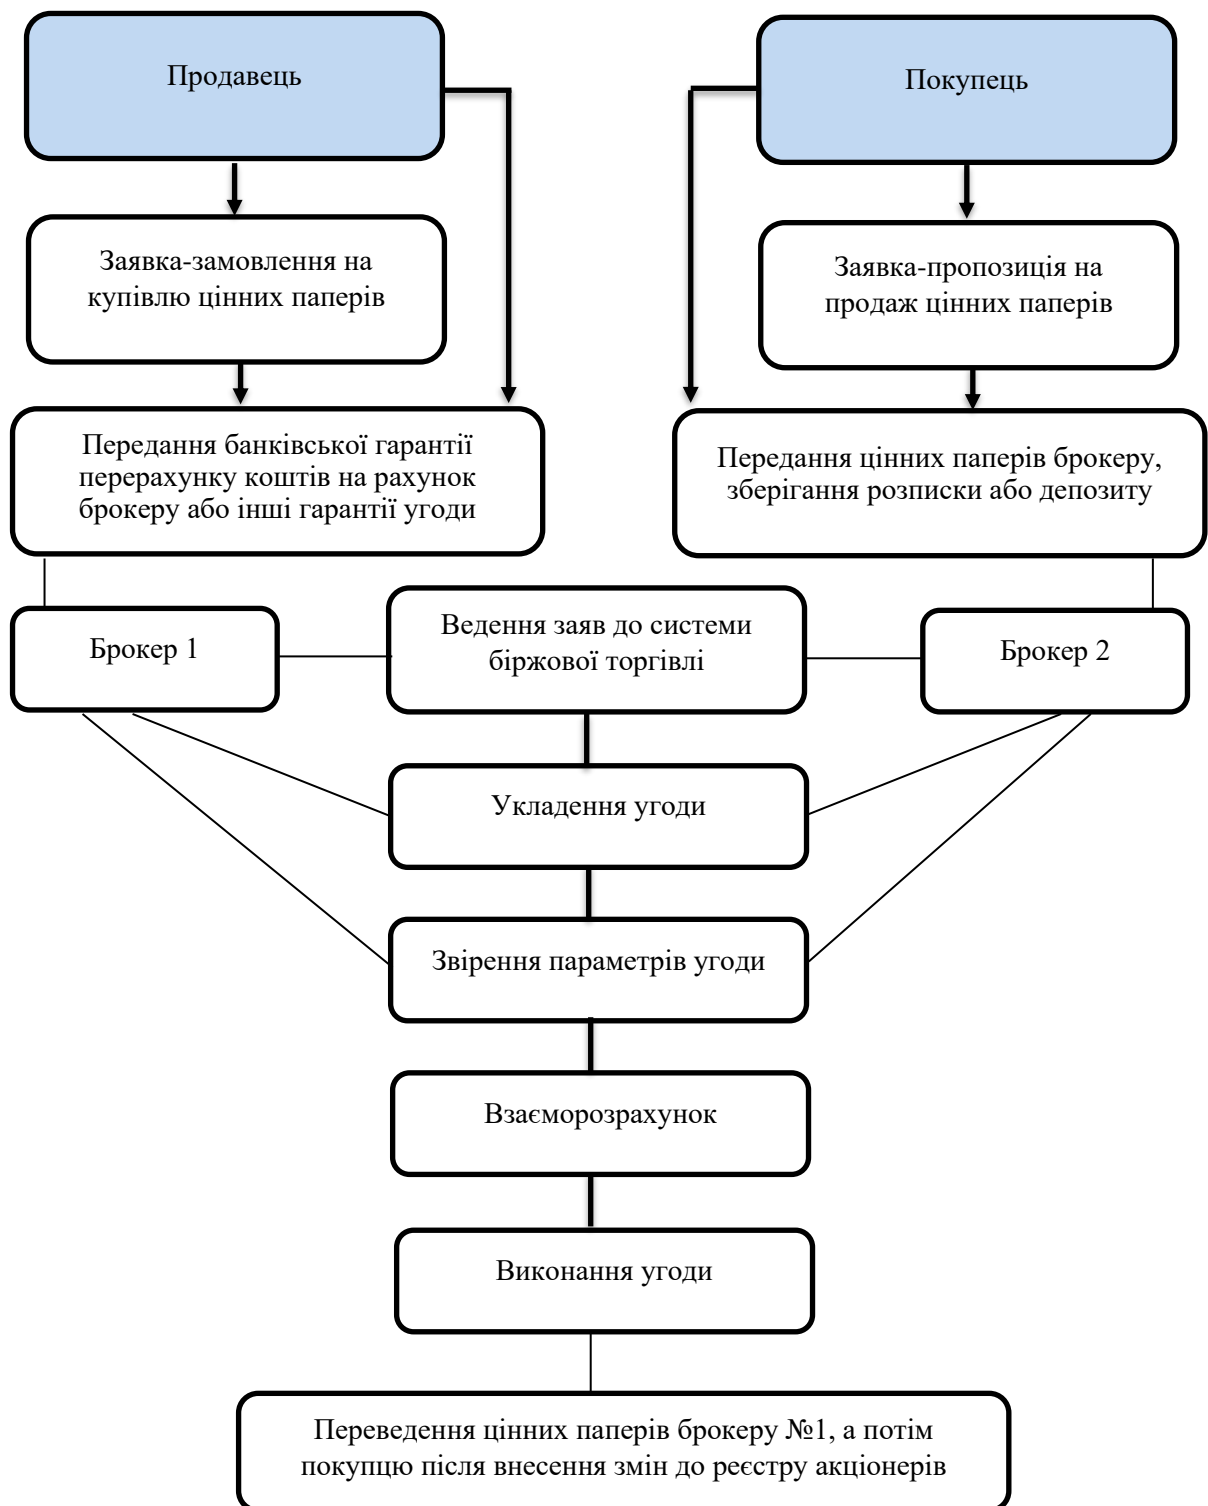 Продавець
Покупець
Заявка-замовлення на
купівлю цінних паперів
Заявка-пропозиція на
продаж цінних паперів
Передання банківської гарантії
перерахунку коштів на рахунок
брокеру або інші гарантії угоди
Передання цінних паперів брокеру,
зберігання розписки або депозиту
Брокер 1
Ведення заяв до системи
біржової торгівлі
Брокер 2
Укладення угоди
Звірення параметрів угоди
Взаєморозрахунок
Виконання угоди
Переведення цінних паперів брокеру №1, а потім
покупцю після внесення змін до реєстру акціонерів